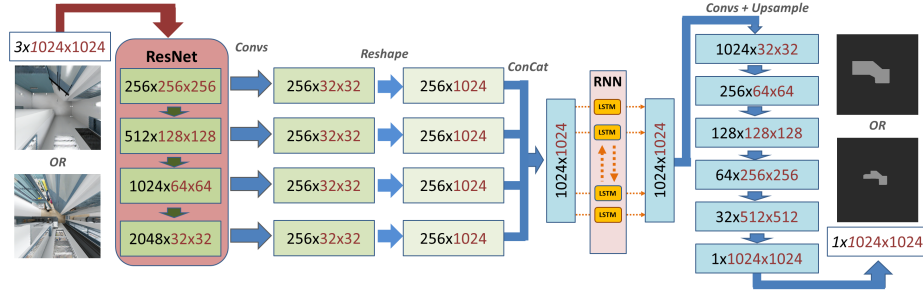 3x1024x1024
OR
ResNet
256x256x256
512x128x128
1024x64x64
2048x32x32
Convs
256x32x32
256x32x32
256x32x32
256x32x32
Reshape
256x1024
256x1024
256x1024
256x1024
ConCat
1024x1024
RNN
LSTM
LSTM
LSTM
LSTM
1024x1024
Convs + Upsample
1024x32x32
256x64x64
128x128x128
64x256x256
32x512x512
1x1024x1024
OR
1x1024x1024